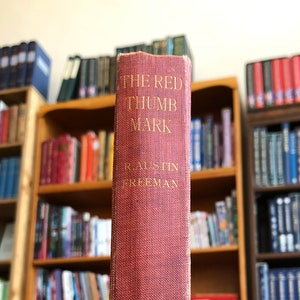 THE RED
THUMB
MARK
R. AUSTIN
FREEMAN